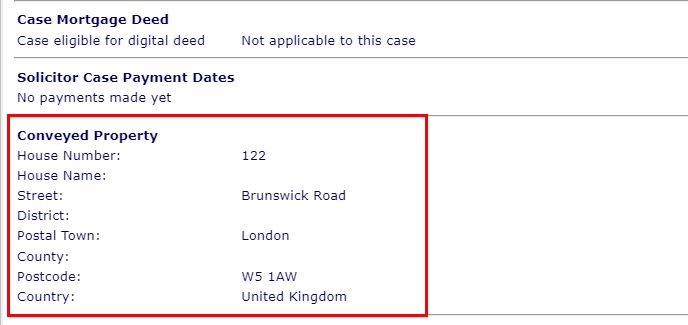 Case Mortgage Deed
Case eligible for digital deed Not applicable to this case
Solicitor Case Payment Dates
No payments made yet
Conveyed Property
House Number: 122
House Name:
Street: Brunswick Road
District:
Postal Town: London
County:
Postcode: W5 1AW
Country: United Kingdom